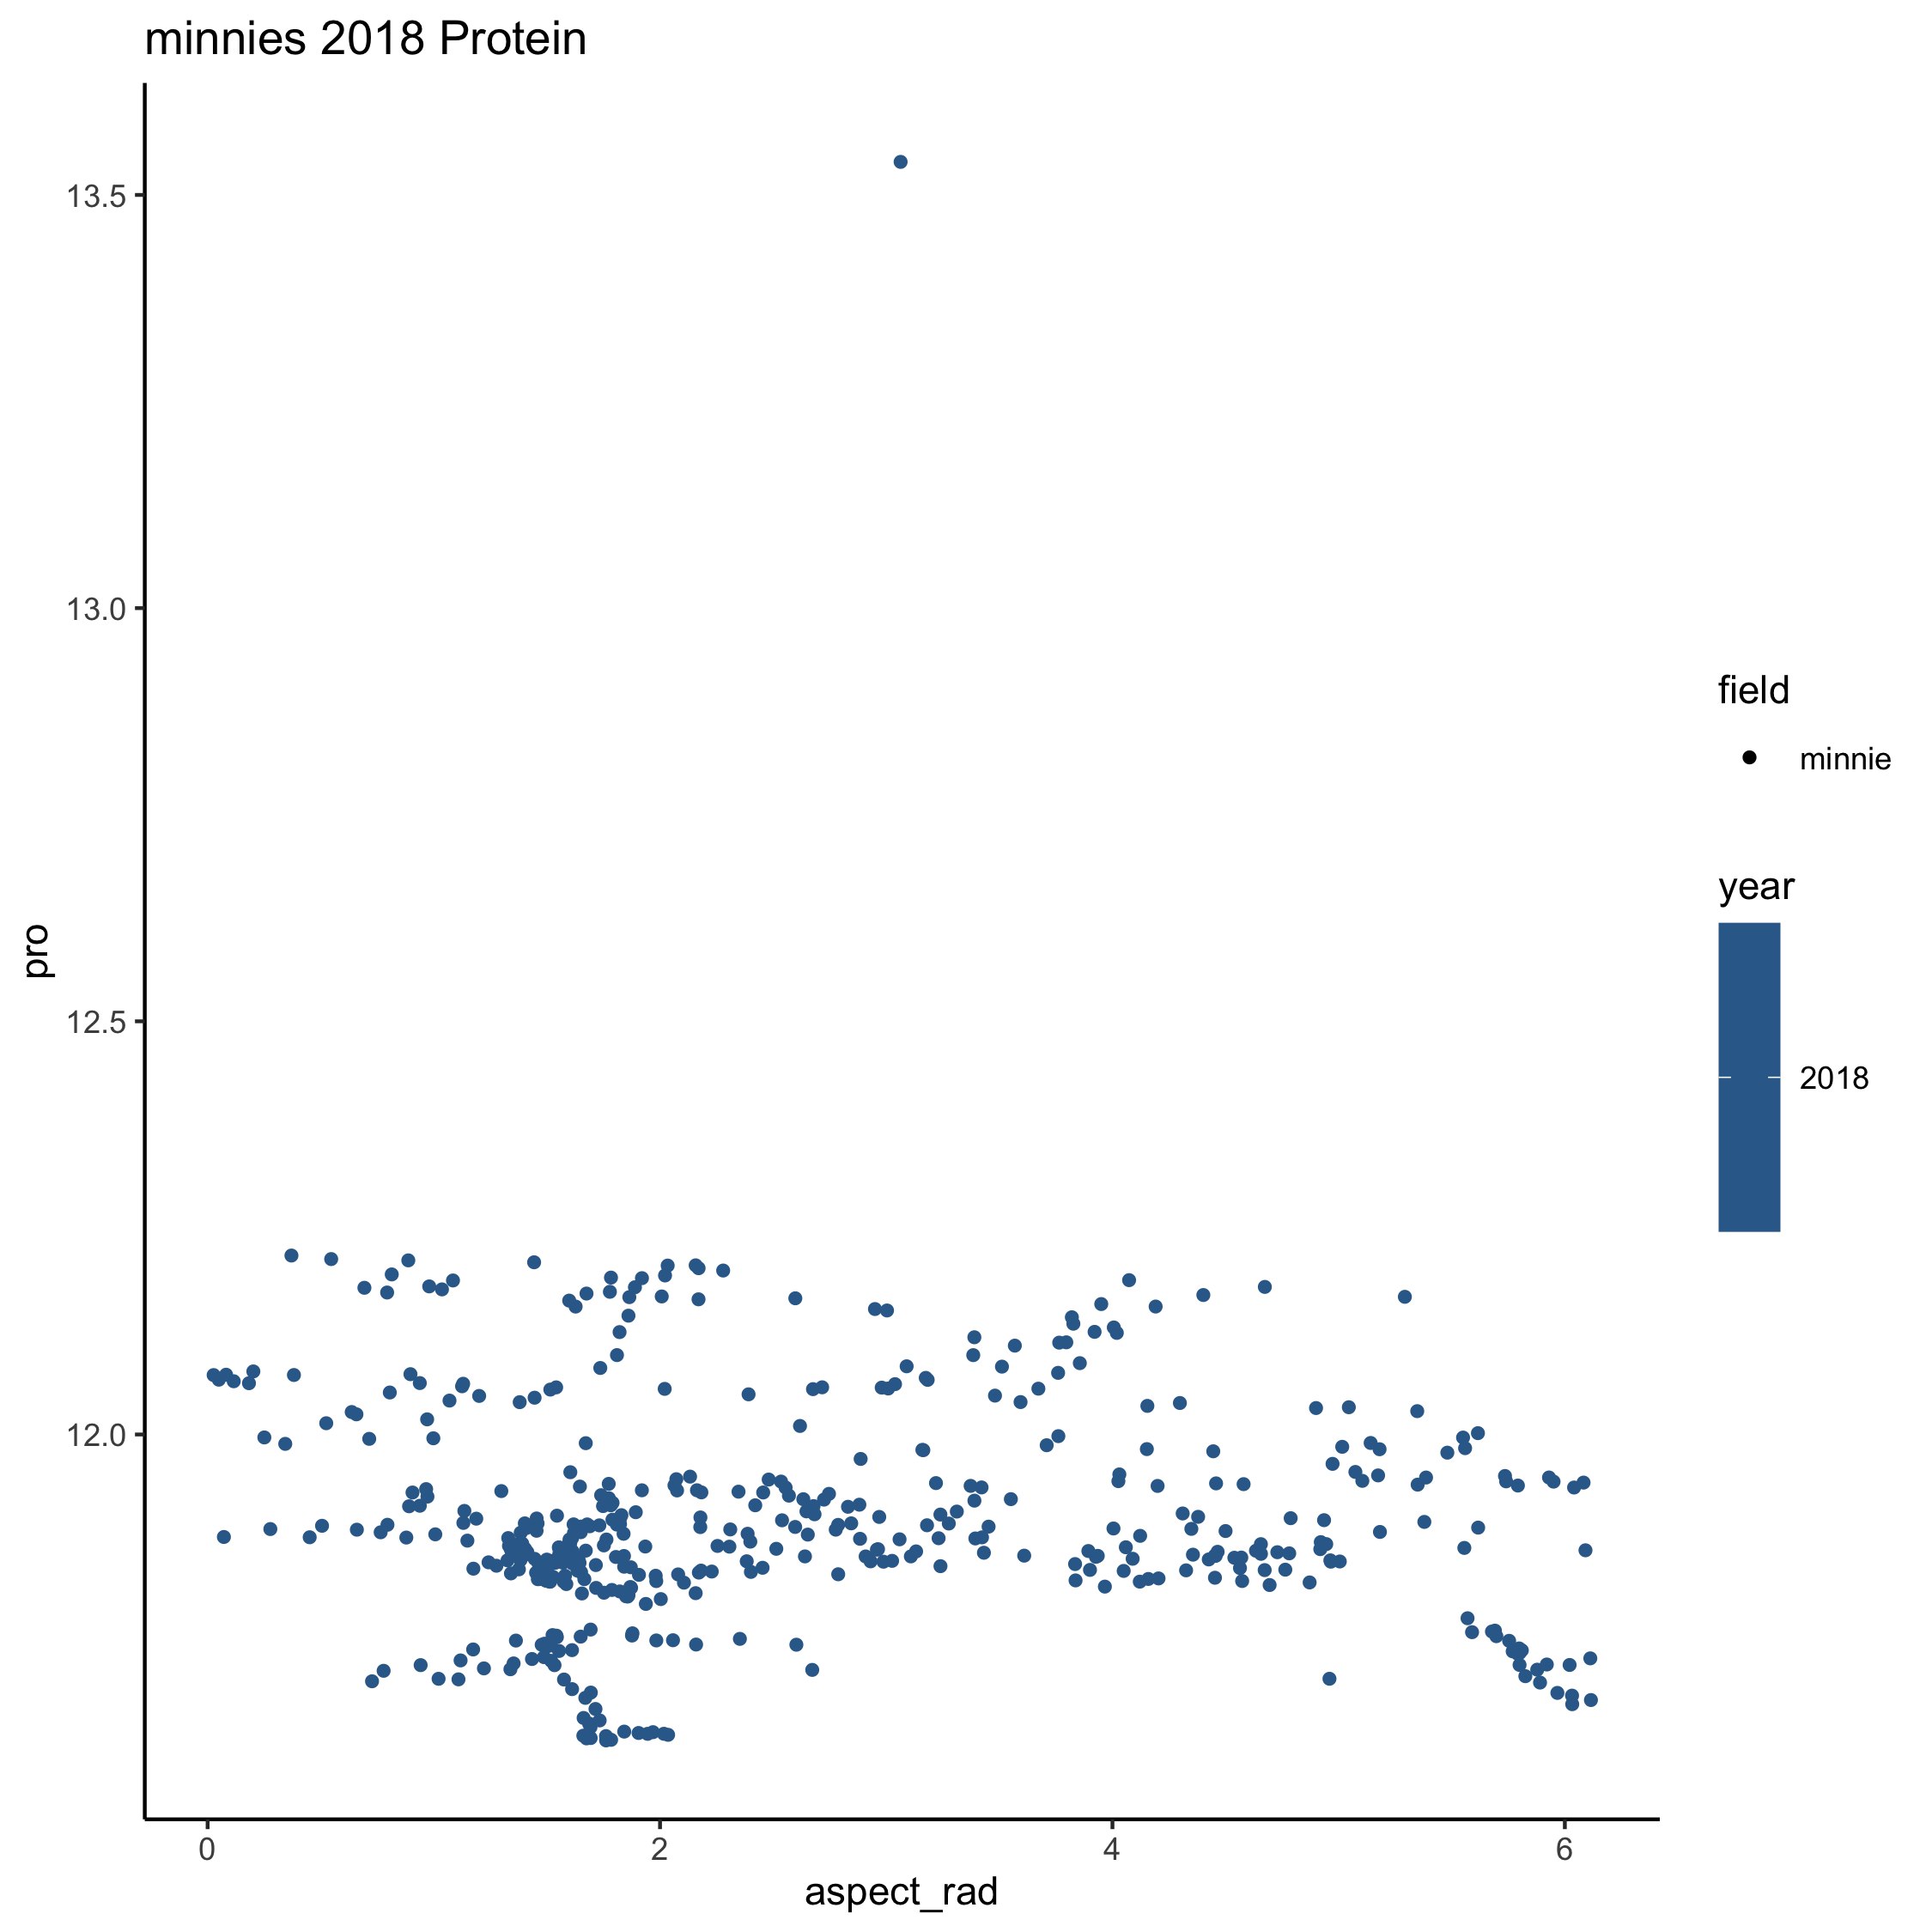 minnies 2018 Protein
13.5
13.0
12.5
12.0
pro
0 2 4 6
aspect_rad
field
minnie
year
2018